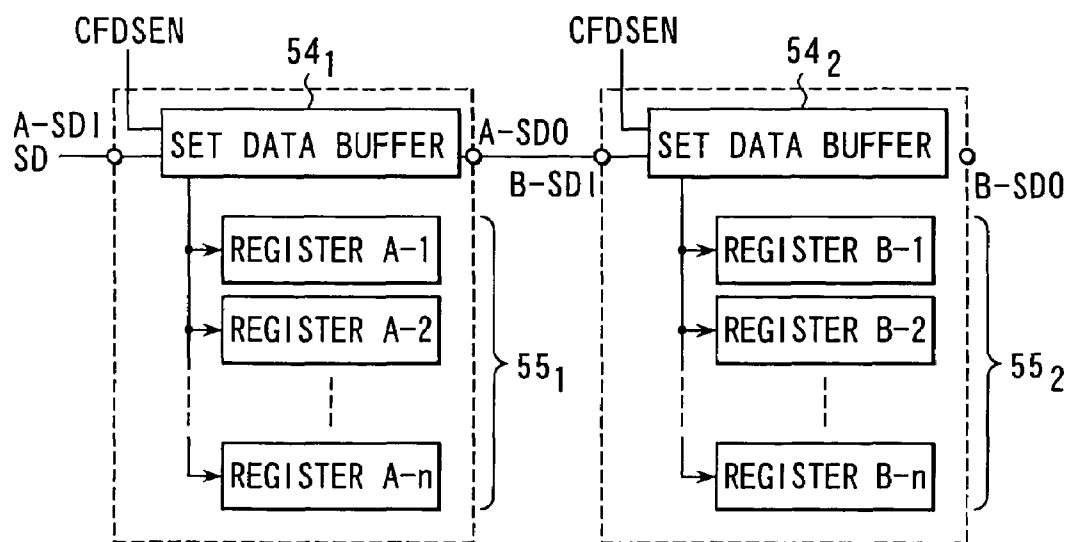 CFDSEN
CFDSEN
54₁
54₂
A-SDI
SD
SET DATA BUFFER
A-SDO
B-SDI
SET DATA BUFFER
B-SDO
REGISTER A-1
REGISTER B-1
REGISTER A-2
REGISTER B-2
55₁
55₂
REGISTER A-n
REGISTER B-n